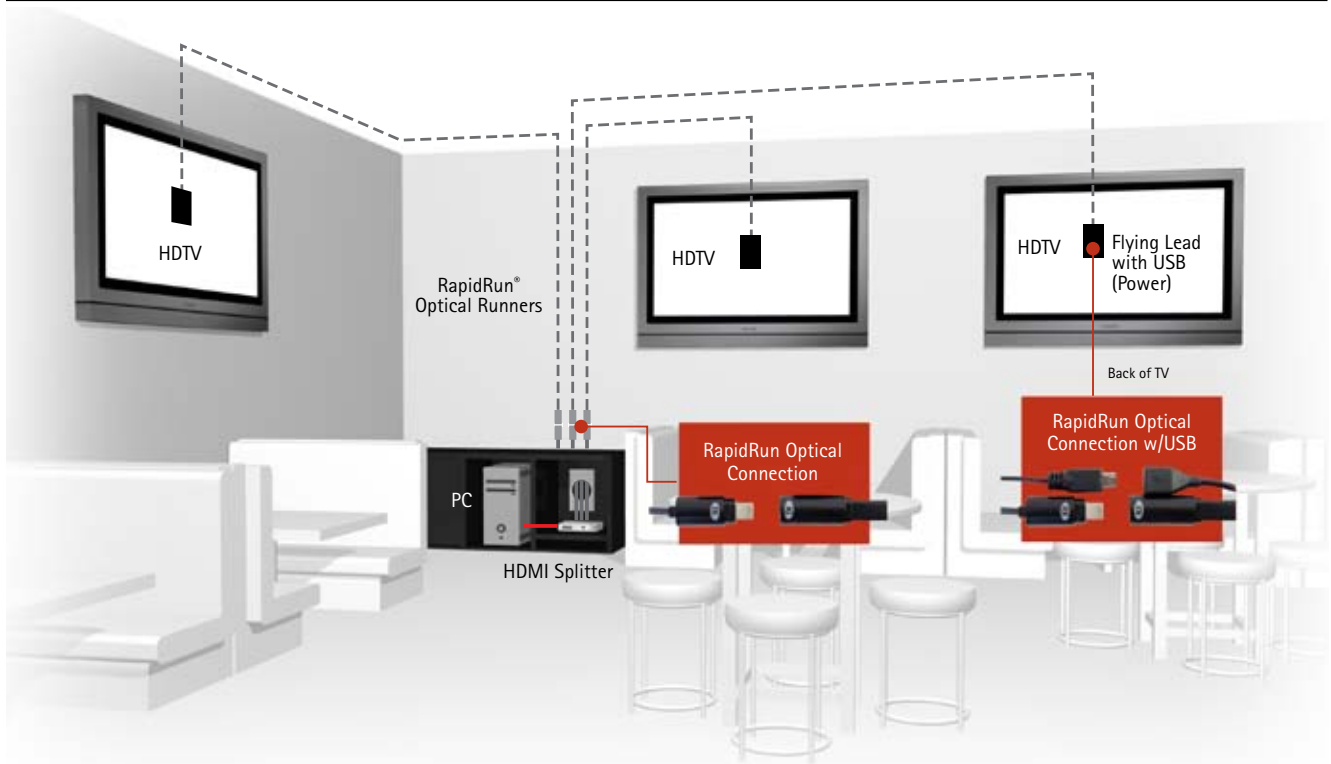 HDTV
RapidRun®
Optical Runners
HDTV
HDTV
Flying Lead
with USB
(Power)
Back of TV
RapidRun Optical
Connection
RapidRun Optical
Connection w/USB
PC
HDMI Splitter